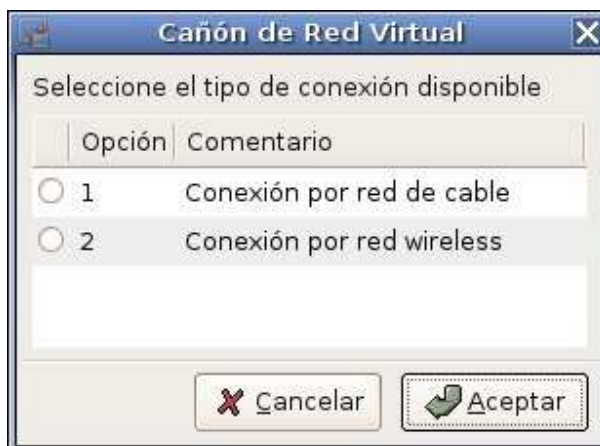 Cañón de Red Virtual
Seleccione el tipo de conexión disponible
Opción Comentario
1 Conexión por red de cable
2 Conexión por red wireless
Cancelar Aceptar